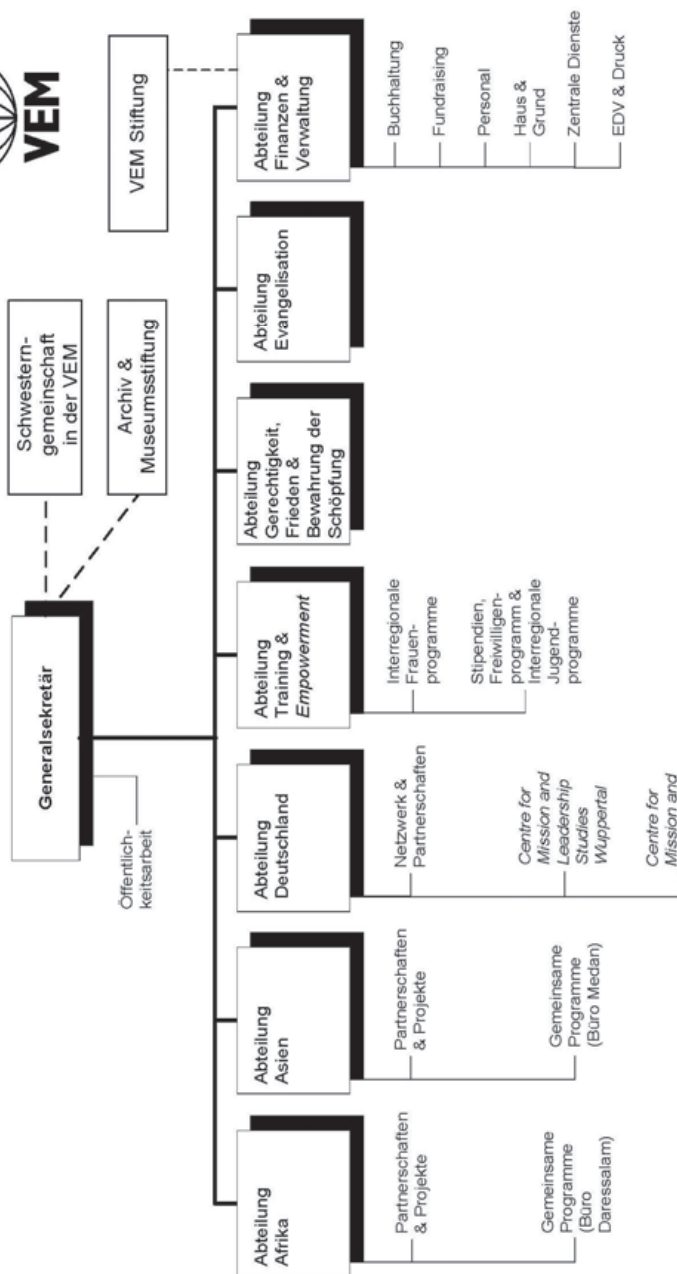 VEM
Schwestern-
gemeinschaft
in der VEM
Archiv &
Museumsstiftung
VEM Stiftung
Generalsekretär
Öffentlich-
keitsarbeit
Abteilung
Afrika
Partnerschaften
& Projekte
Gemeinsame
Programme
(Büro
Daressalam)
Abteilung
Asien
Partnerschaften
& Projekte
Gemeinsame
Programme
(Büro Medan)
Abteilung
Deutschland
Netzwerk &
Partnerschaften
Centre for
Mission and
Leadership
Studies
Wuppertal
Centre for
Mission and
Abteilung
Training &
Empowerment
Interregionale
Frauen-
programme
Stipendien,
Freiwilligen-
programm &
Interregionale
Jugend-
programme
Abteilung
Gerechtigkeit,
Frieden &
Bewahrung der
Schöpfung
Abteilung
Evangelisation
Abteilung
Finanzen &
Verwaltung
Buchhaltung
Fundraising
Personal
Haus &
Grund
Zentrale Dienste
EDV & Druck